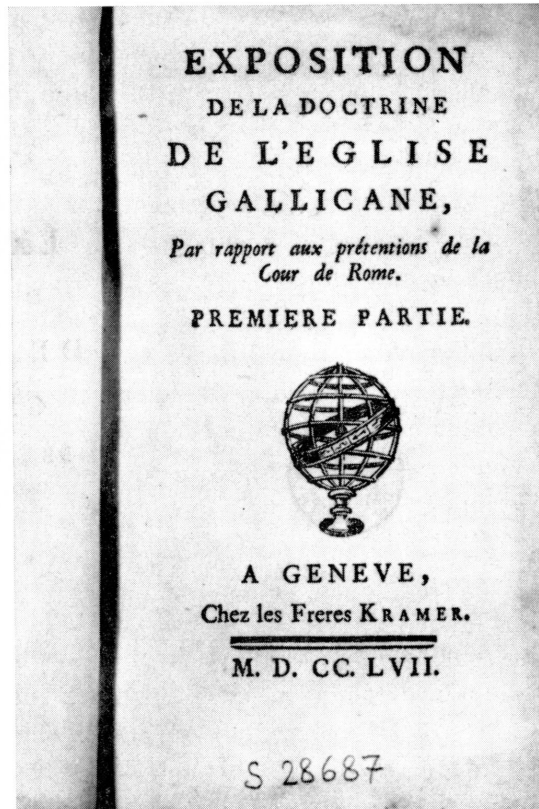 EXPOSITION
DE LA DOCTRINE
DE L'EGLISE
GALLICANE,
Par rapport aux prétentions de la
Cour de Rome.
PREMIERE PARTIE.
A GENEVE,
Chez les Freres KRAMER.
M. D. CC. LVII.
S 28687